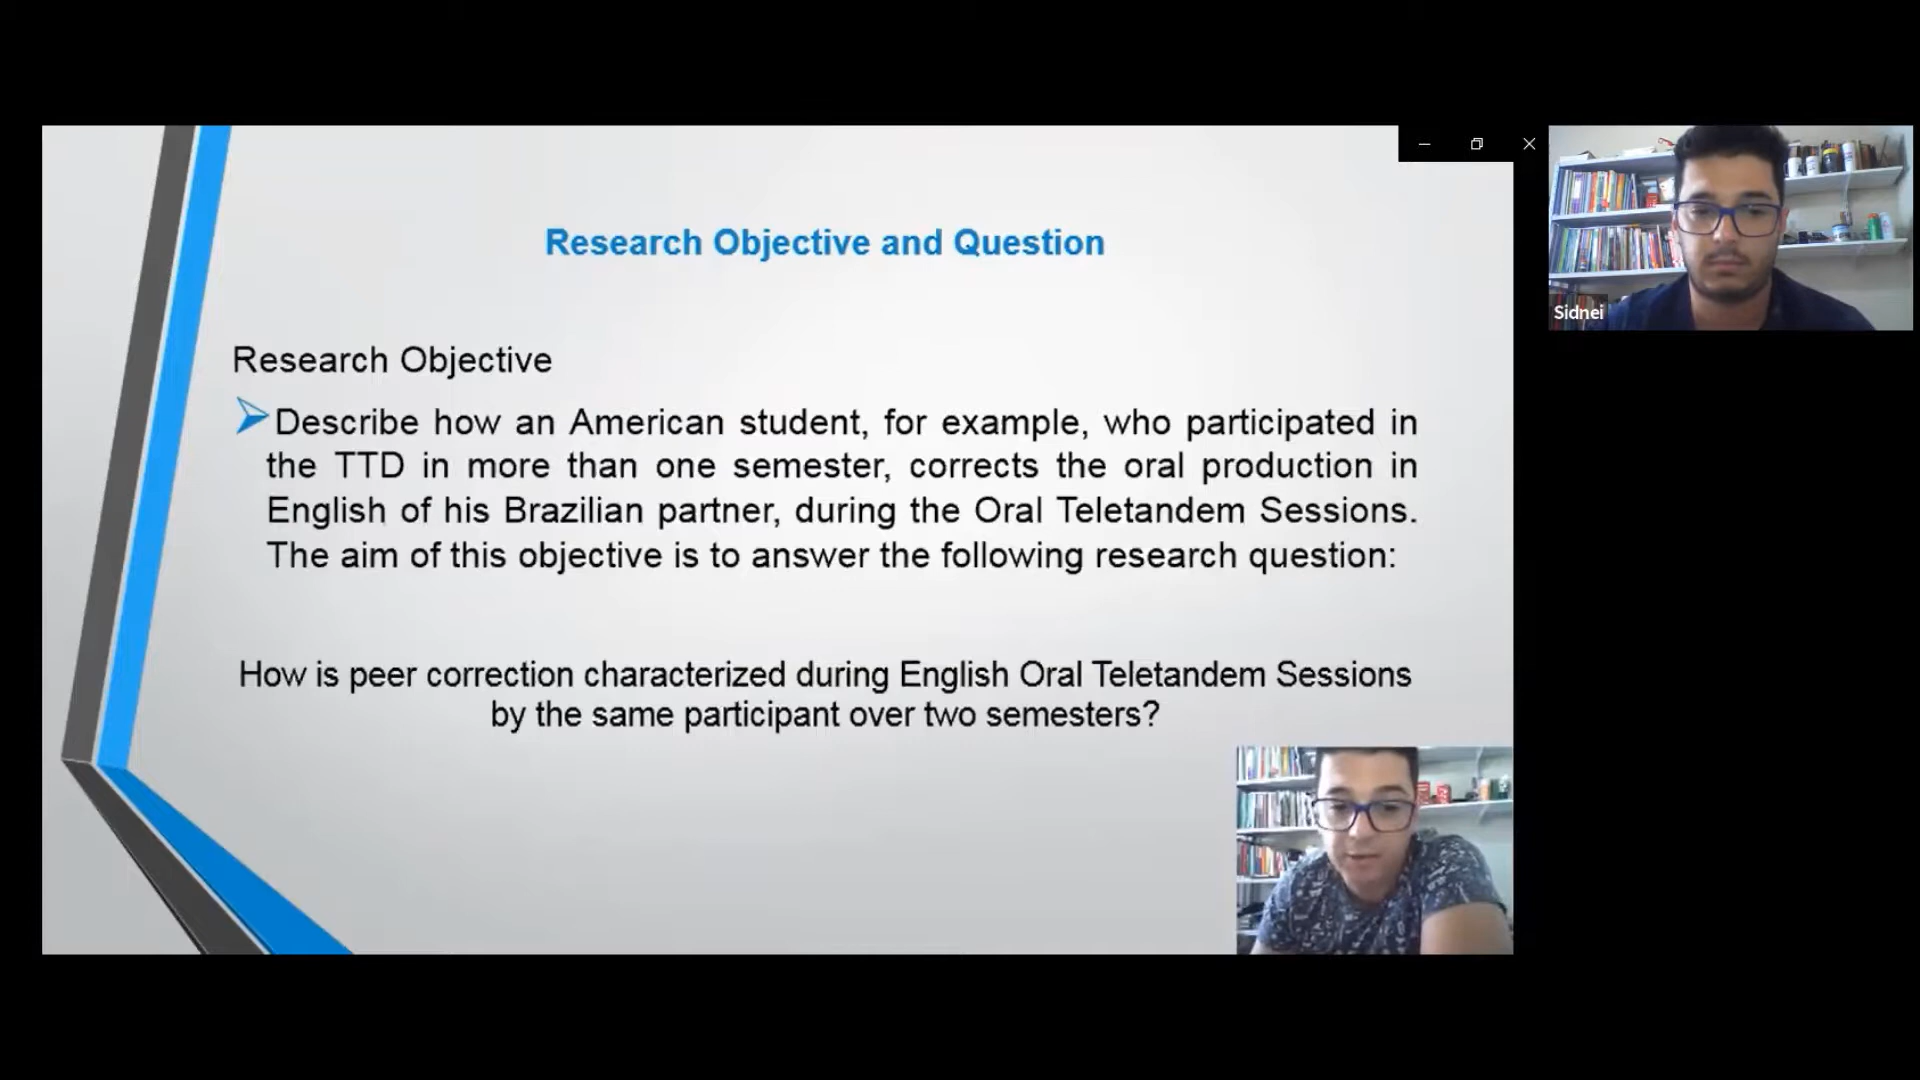 Research Objective and Question
Research Objective
Describe how an American student, for example, who participated in
the TTD in more than one semester, corrects the oral production in
English of his Brazilian partner, during the Oral Teletandem Sessions.
The aim of this objective is to answer the following research question:
How is peer correction characterized during English Oral Teletandem Sessions
by the same participant over two semesters?
Sidnei